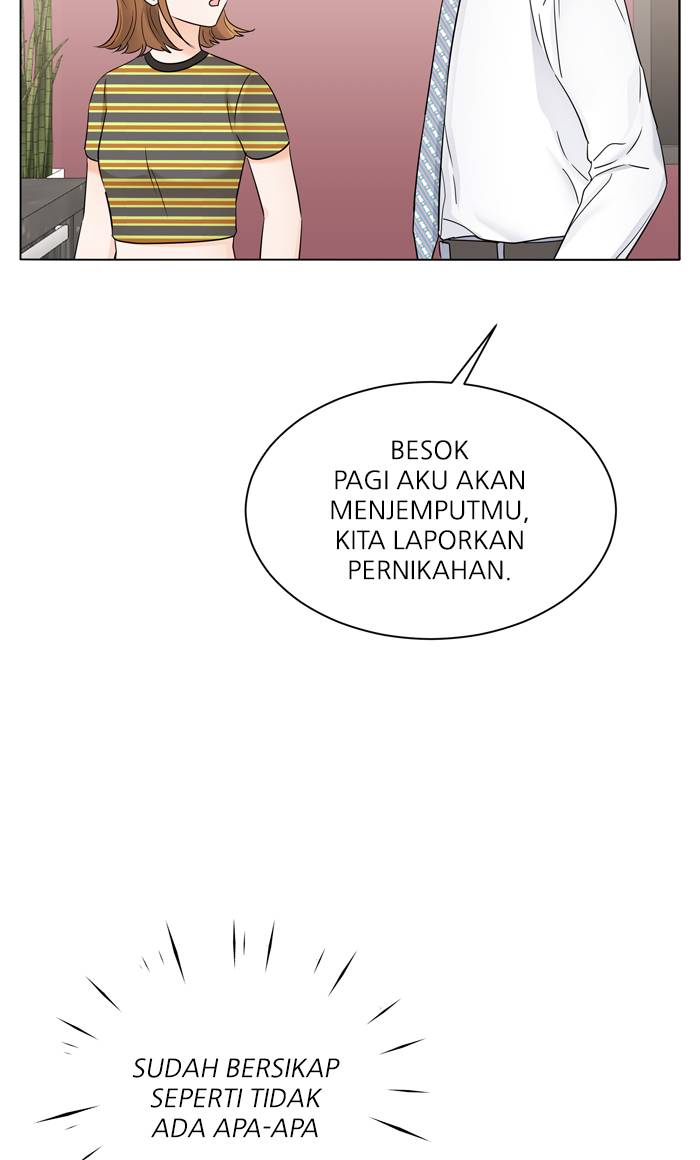 BESOK
PAGI AKU AKAN
MENJEMPUTMU,
KITA LAPORKAN
PERNIKAHAN.
SUDAH BERSIKAP
SEPERTI TIDAK
ADA APA-APA